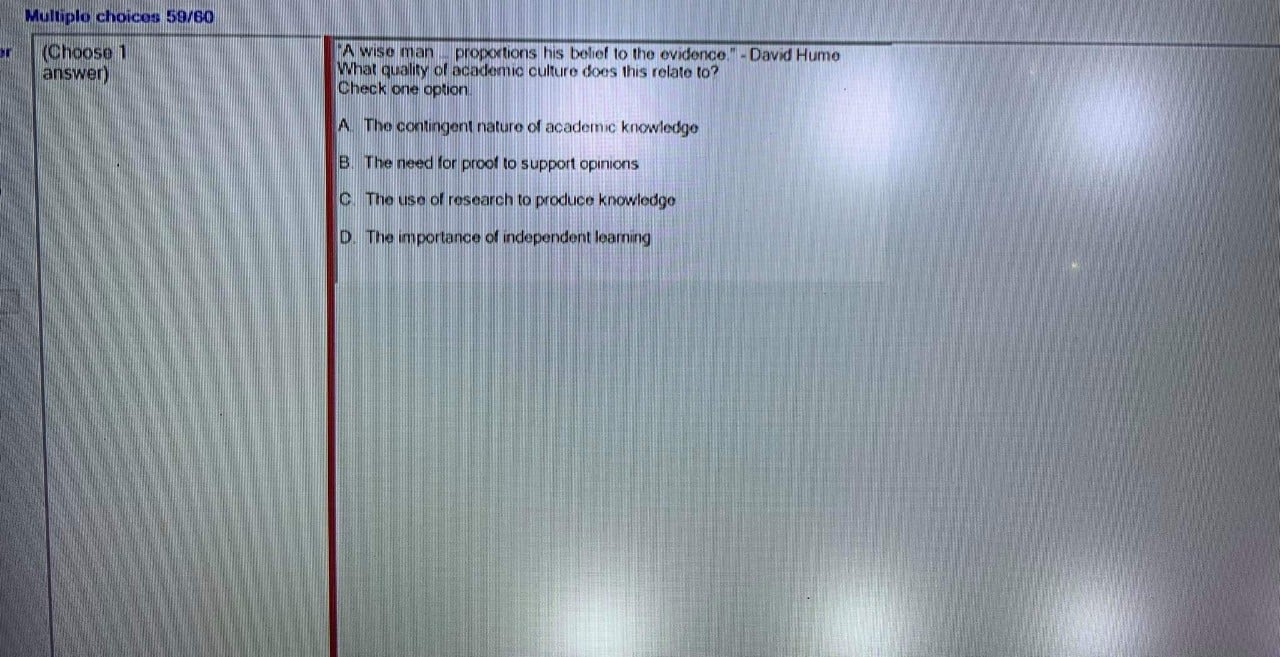 Multiple choices 59/60
er
(Choose 1
answer)
"A wise man ... proportions his belief to the evidence." - David Hume
What quality of academic culture does this relate to?
Check one option.
A. The contingent nature of academic knowledge
B. The need for proof to support opinions
C. The use of research to produce knowledge
D. The importance of independent learning